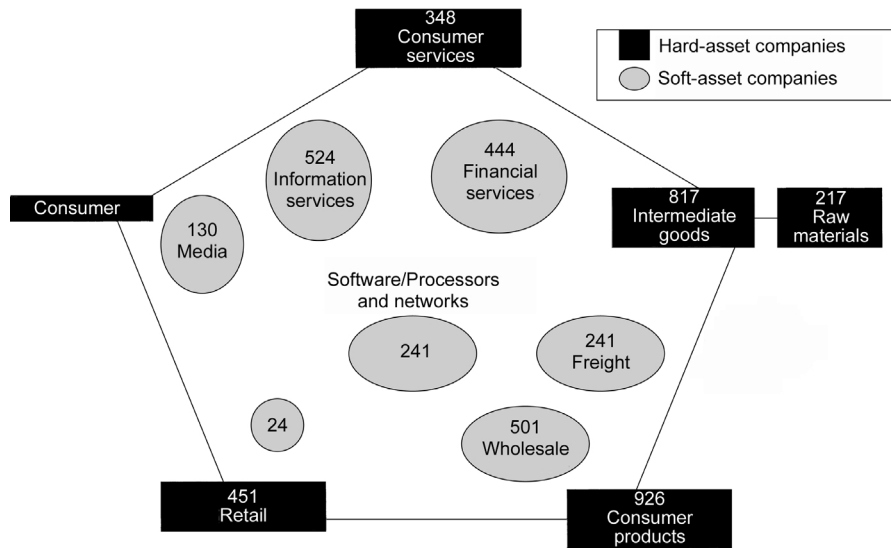 348
Consumer
services
Hard-asset companies
Soft-asset companies
524
Information
services
444
Financial
services
Consumer
130
Media
817
Intermediate
goods
217
Raw
materials
Software/Processors
and networks
241
241
Freight
24
501
Wholesale
451
Retail
926
Consumer
products